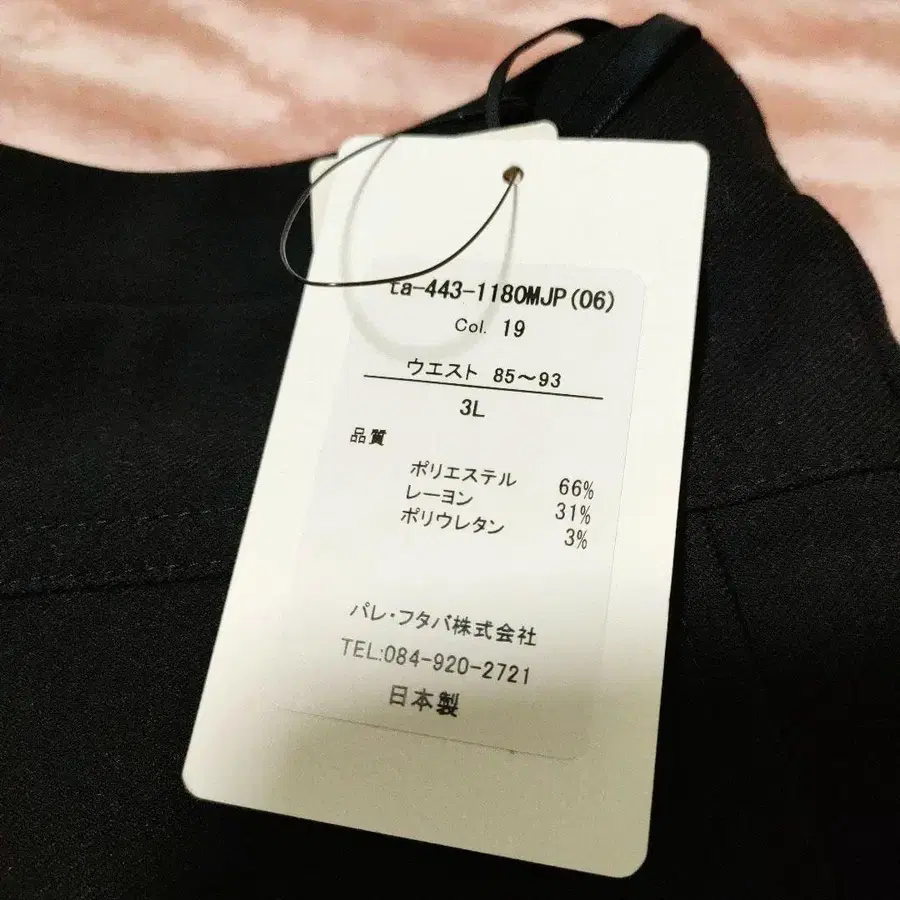 ta-443-1180MJP(06)
Col. 19
ウエスト 85〜93
3L
品質
ポリエステル 66%
レーヨン 31%
ポリウレタン 3%
パレ・フタバ株式会社
TEL:084-920-2721
日本製